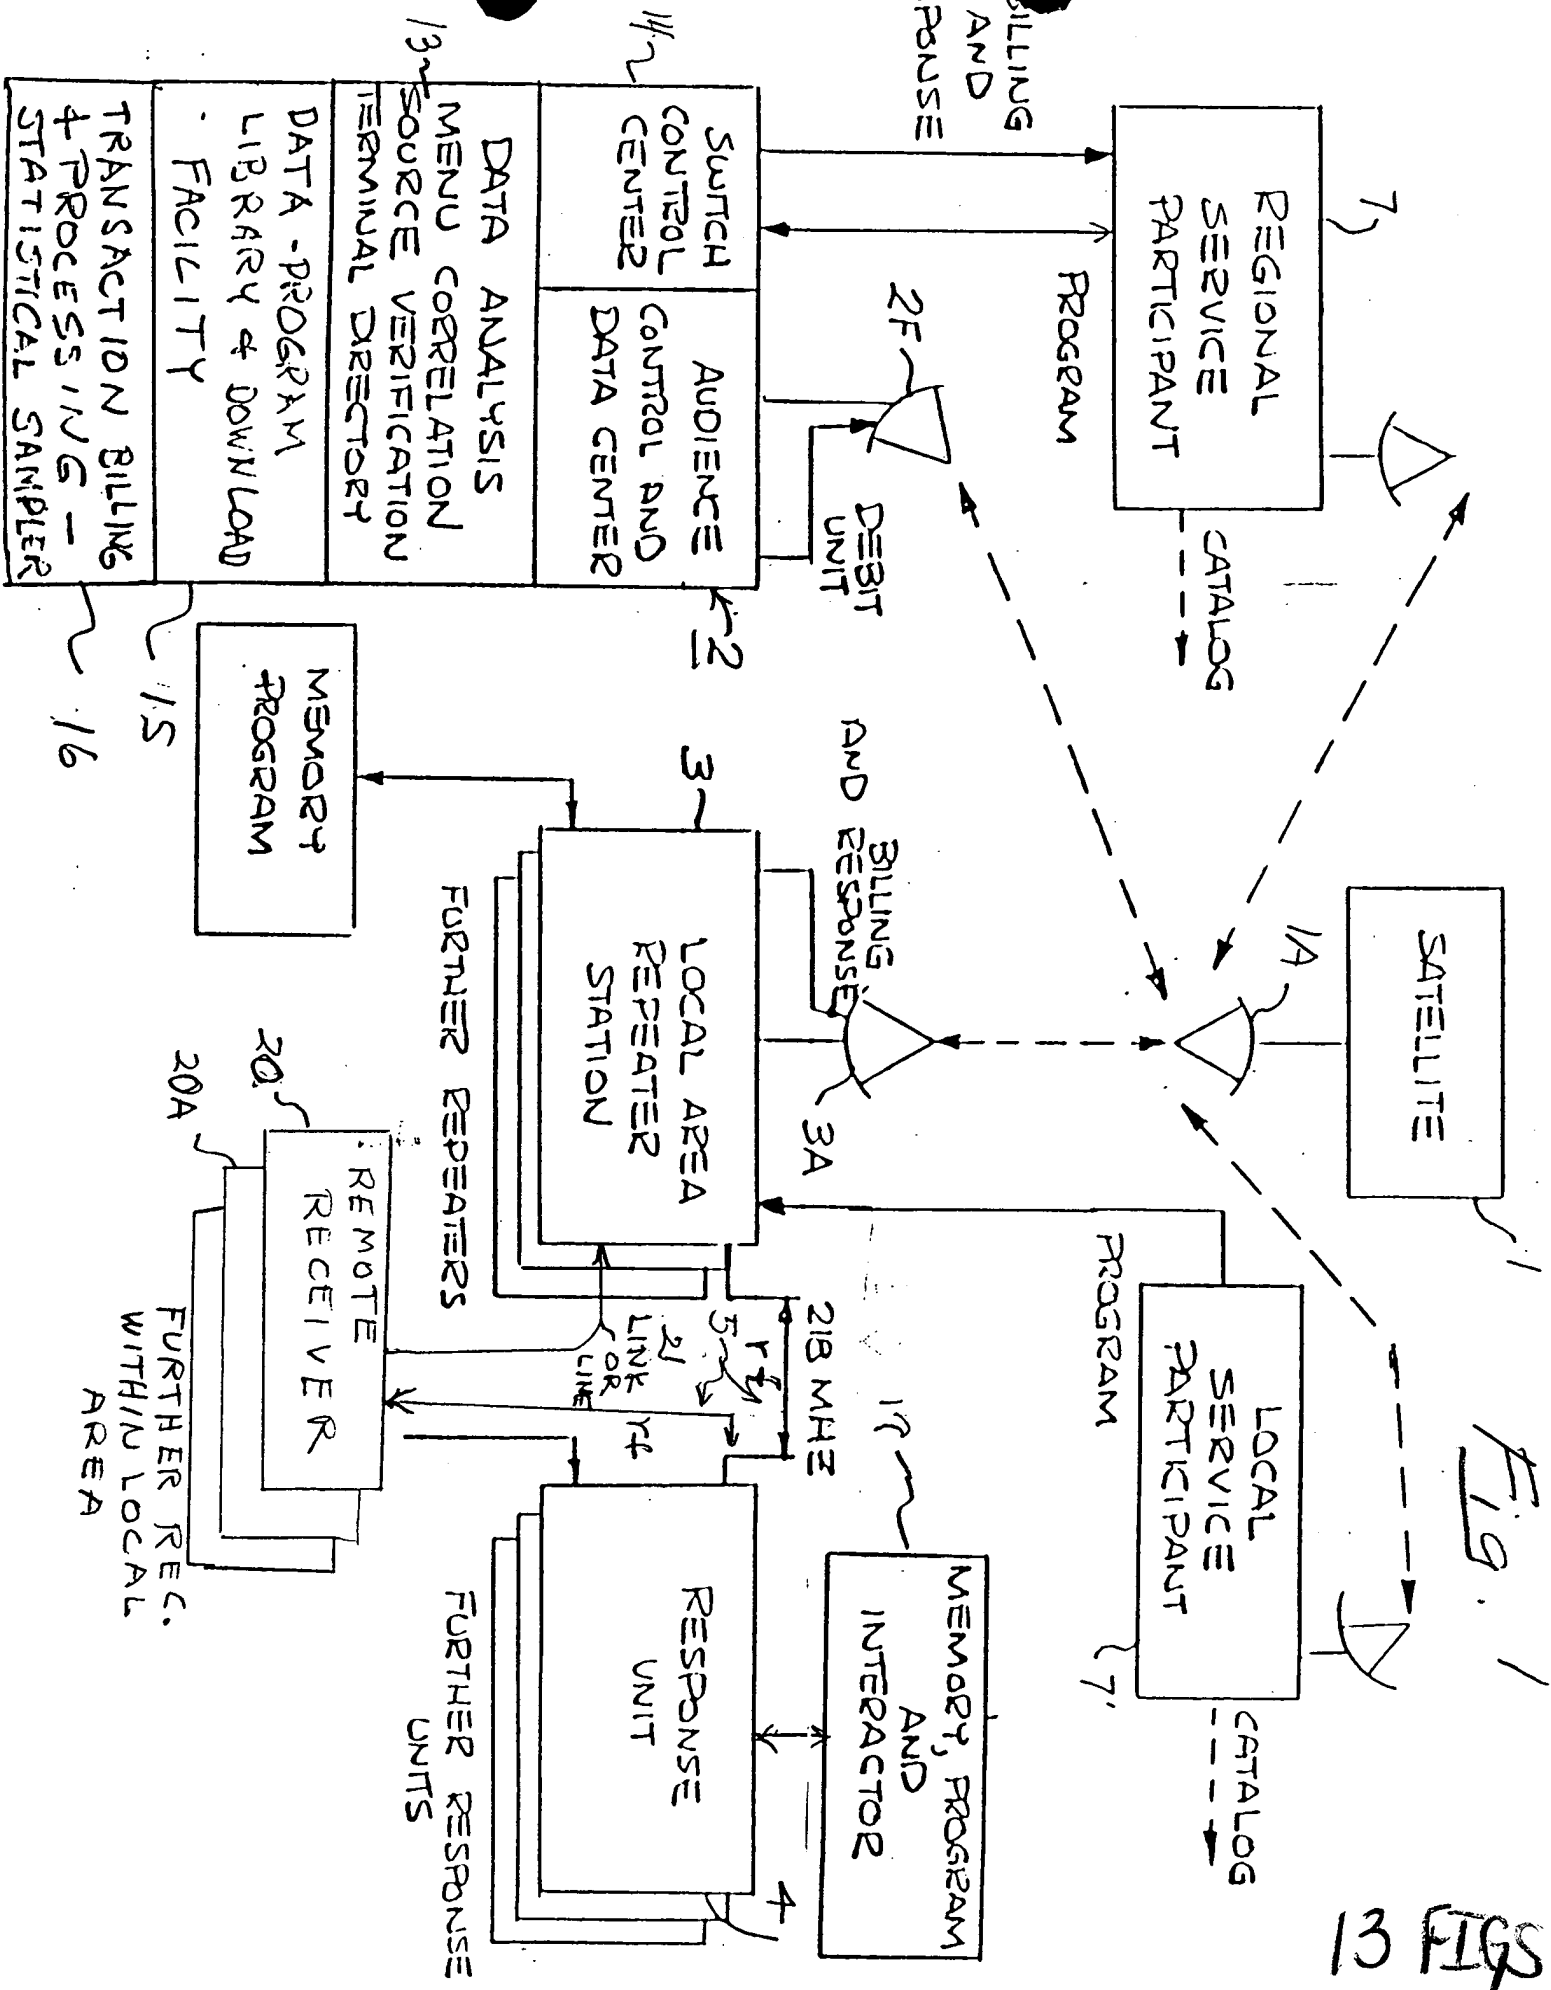 13 FIGS
Fig. 1
SATELLITE
1
1A
REGIONAL
SERVICE
PARTICIPANT
7
CATALOG
PROGRAM
BILLING
AND
PONSE
LOCAL
SERVICE
PARTICIPANT
7'
CATALOG
PROGRAM
2F
DEBIT
UNIT
2
SWITCH
CONTROL
CENTER
14
AUDIENCE
CONTROL AND
DATA CENTER
DATA ANALYSIS
MENU CORRELATION
SOURCE VERIFICATION
TERMINAL DIRECTORY
13
DATA-PROGRAM
LIBRARY & DOWNLOAD
FACILITY
15
TRANSACTION BILLING
& PROCESSING -
STATISTICAL SAMPLER
16
BILLING
AND RESPONSE
3A
3
LOCAL AREA
REPEATER
STATION
FURTHER REPEATERS
MEMORY
PROGRAM
218 MHZ
rf
5
21
LINK
OR
LINE
rf
17
MEMORY, PROGRAM
AND
INTERACTOR
RESPONSE
UNIT
4
FURTHER RESPONSE
UNITS
20
20A
REMOTE
RECEIVER
FURTHER REC.
WITHIN LOCAL
AREA